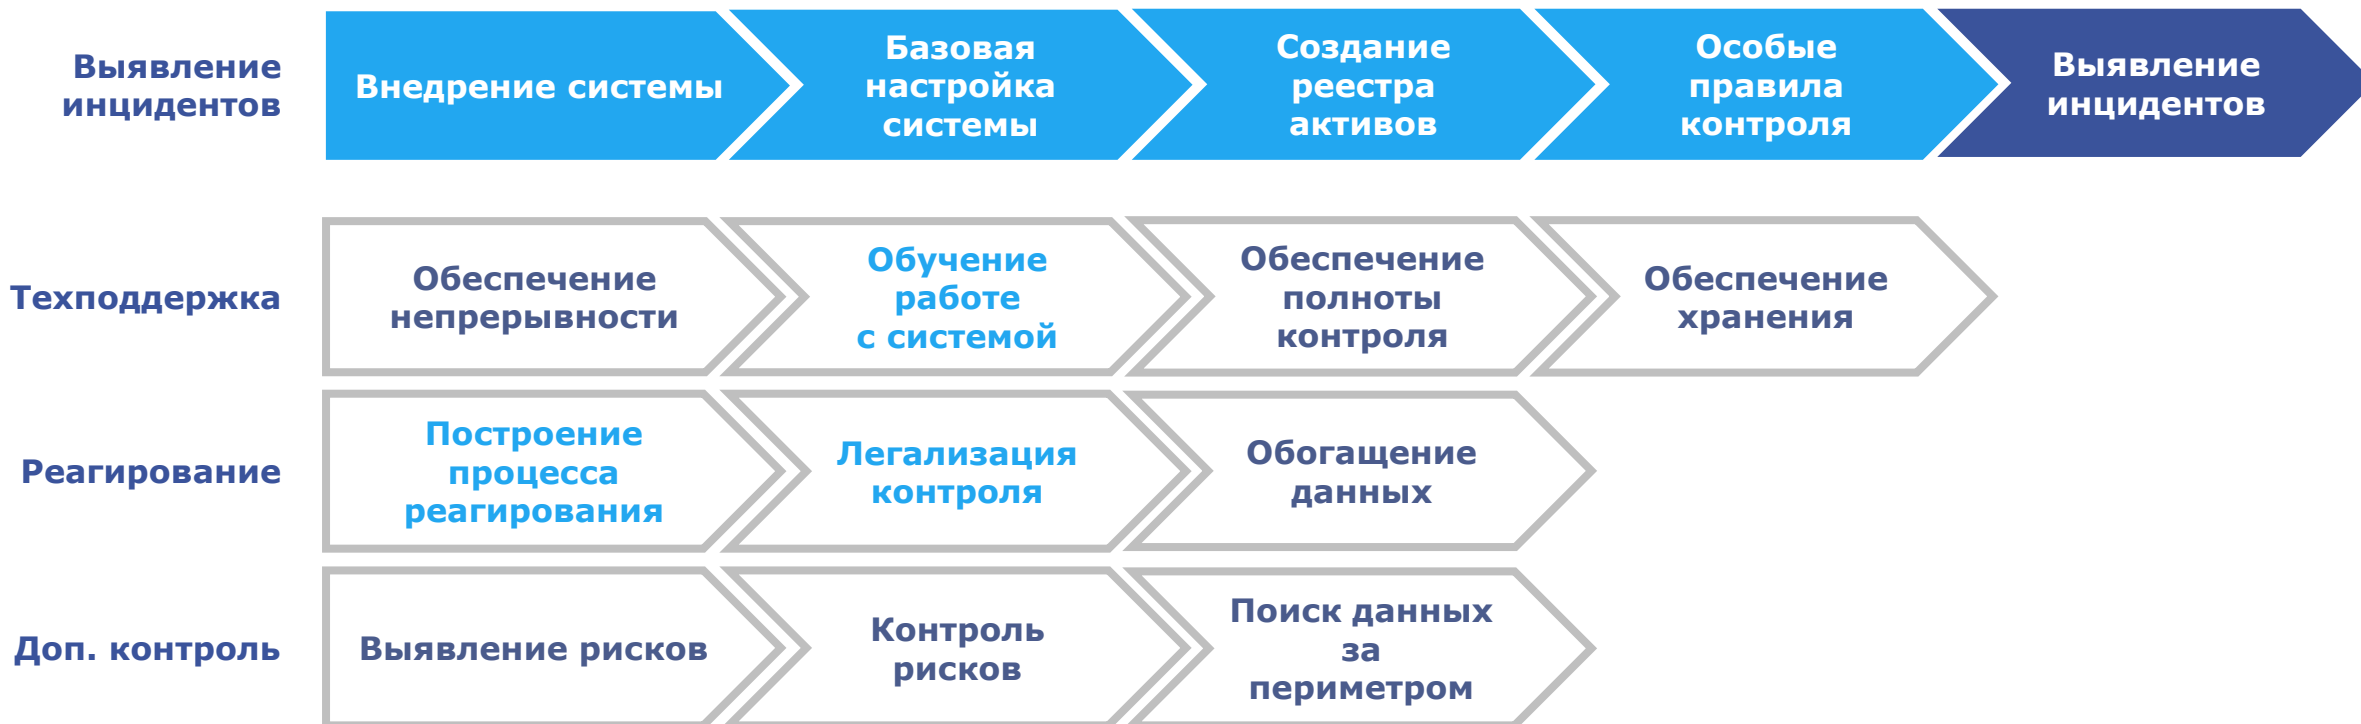 Выявление
инцидентов
Внедрение системы
Базовая
настройка
системы
Создание
реестра
активов
Особые
правила
контроля
Выявление
инцидентов
Техподдержка
Обеспечение
непрерывности
Обучение
работе
с системой
Обеспечение
полноты
контроля
Обеспечение
хранения
Реагирование
Построение
процесса
реагирования
Легализация
контроля
Обогащение
данных
Доп. контроль
Выявление рисков
Контроль
рисков
Поиск данных
за
периметром